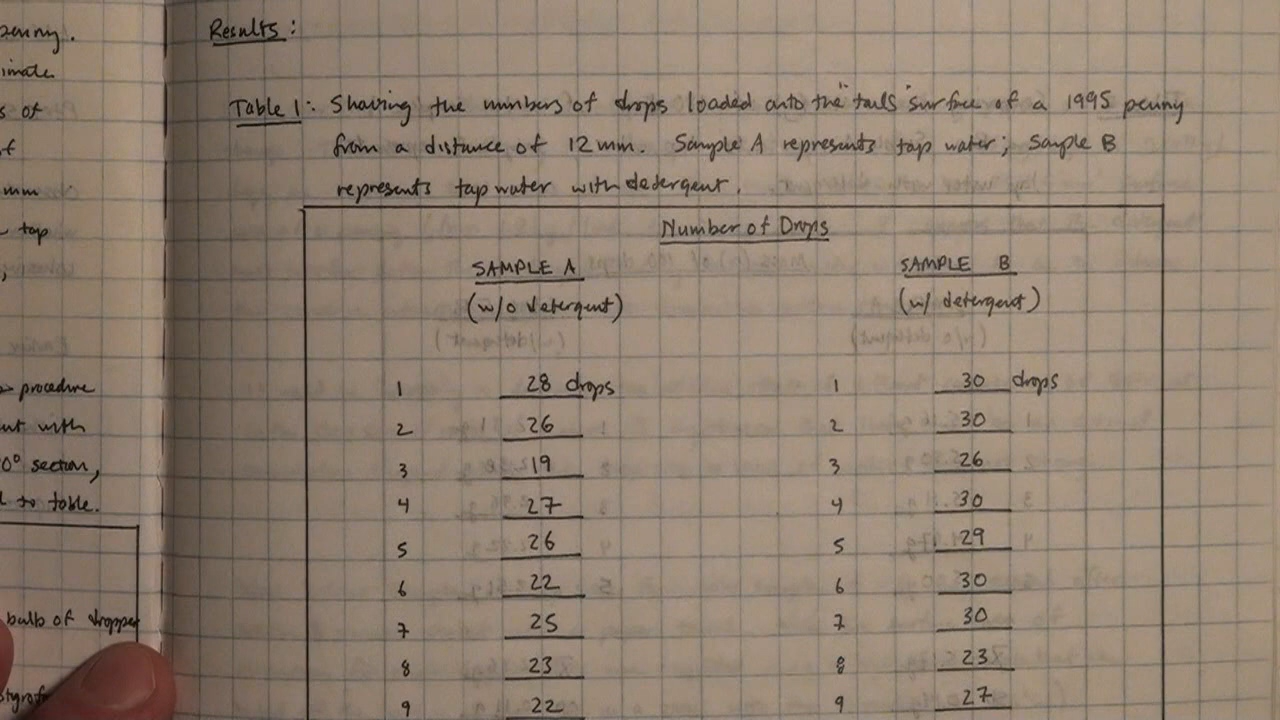 penny.
Results:
Table 1: Showing the numbers of drops loaded onto the "tails" surface of a 1995 penny
from a distance of 12 mm. Sample A represents tap water; Sample B
represents tap water with detergent.
Number of Drops
SAMPLE A SAMPLE B
(w/o detergent) (w/ detergent)
1 28 drops 1 30 drops
2 26 2 30
3 19 3 26
4 27 4 30
5 26 5 29
6 22 6 30
7 25 7 30
8 23 8 23
9 22 9 27
s of
mm
tap
procedure
with
0° section,
to table.
bulb of dropper